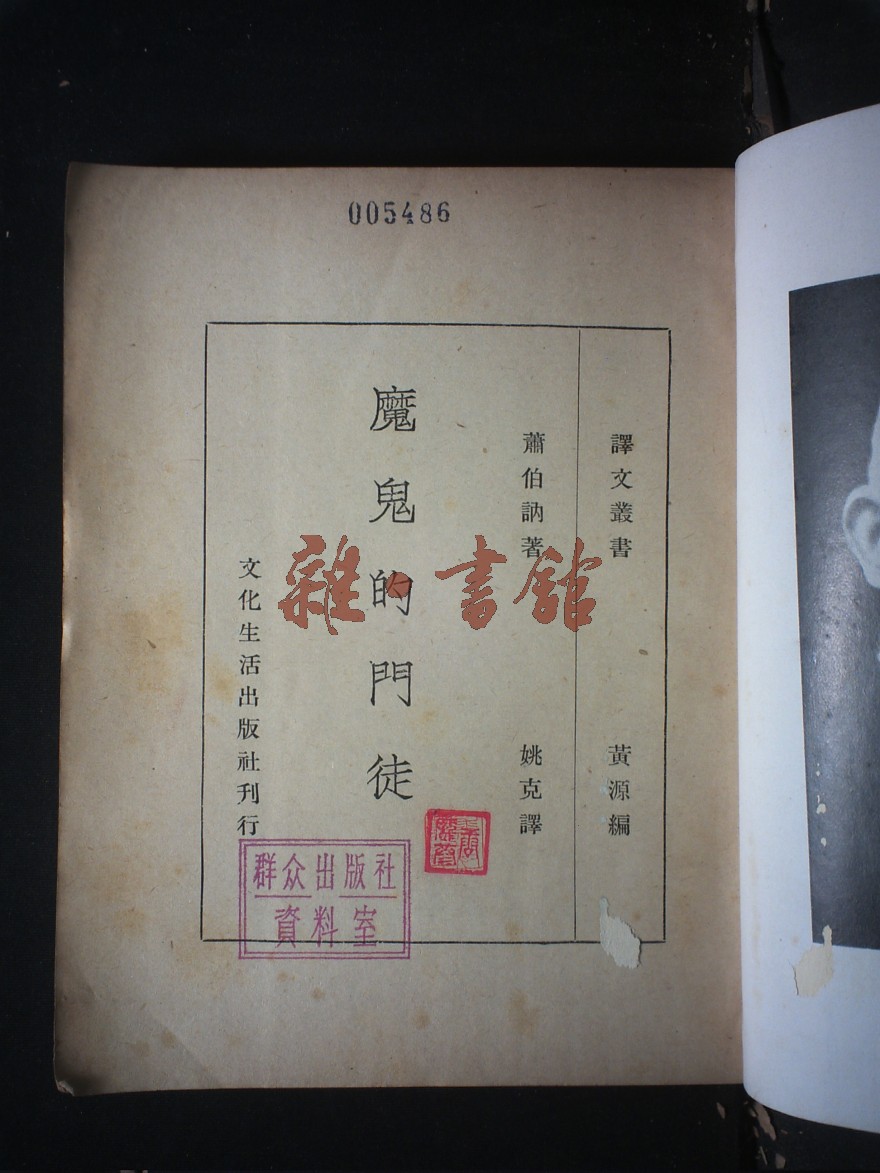 005486
譯文叢書
黃源編
蕭伯訥著
姚克譯
魔鬼的門徒
文化生活出版社刊行
雜·書館
群众出版社
資料室